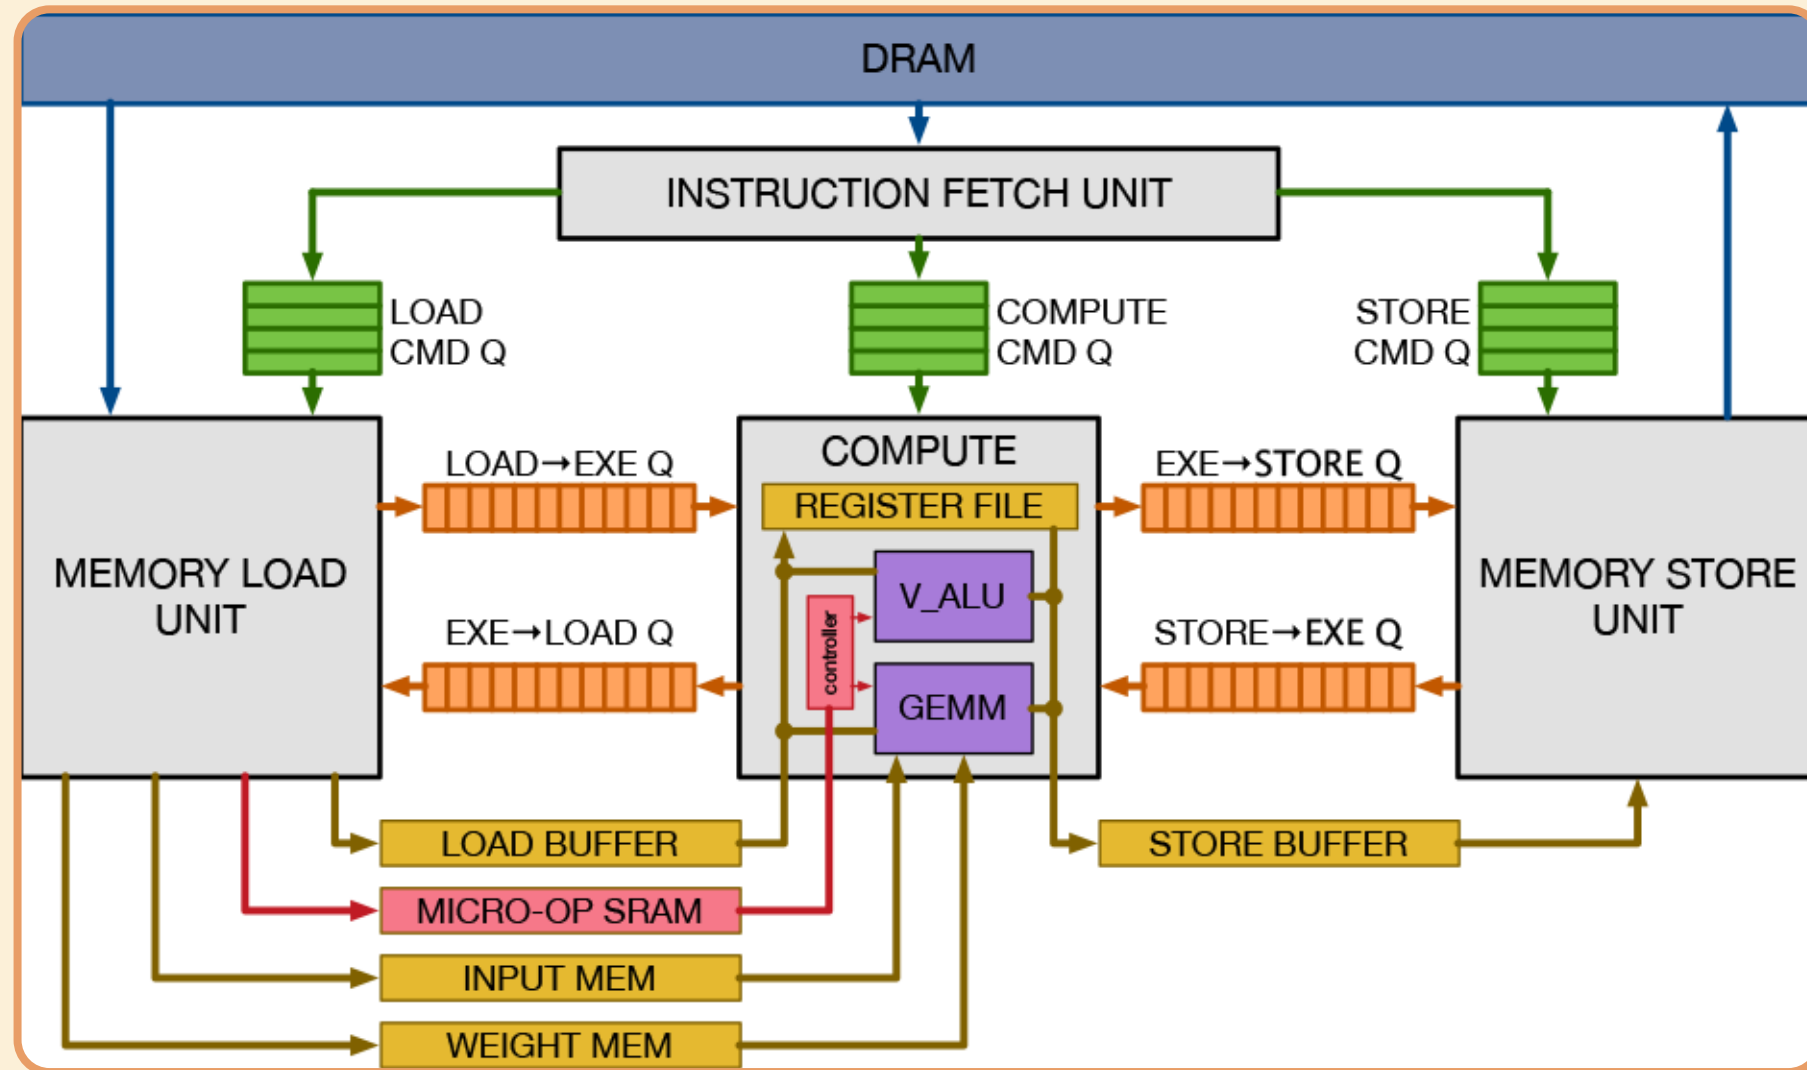 DRAM
INSTRUCTION FETCH UNIT
LOAD
CMD Q
COMPUTE
CMD Q
STORE
CMD Q
MEMORY LOAD
UNIT
LOAD→EXE Q
EXE→LOAD Q
COMPUTE
REGISTER FILE
V_ALU
controller
GEMM
EXE→STORE Q
STORE→EXE Q
MEMORY STORE
UNIT
LOAD BUFFER
STORE BUFFER
MICRO-OP SRAM
INPUT MEM
WEIGHT MEM